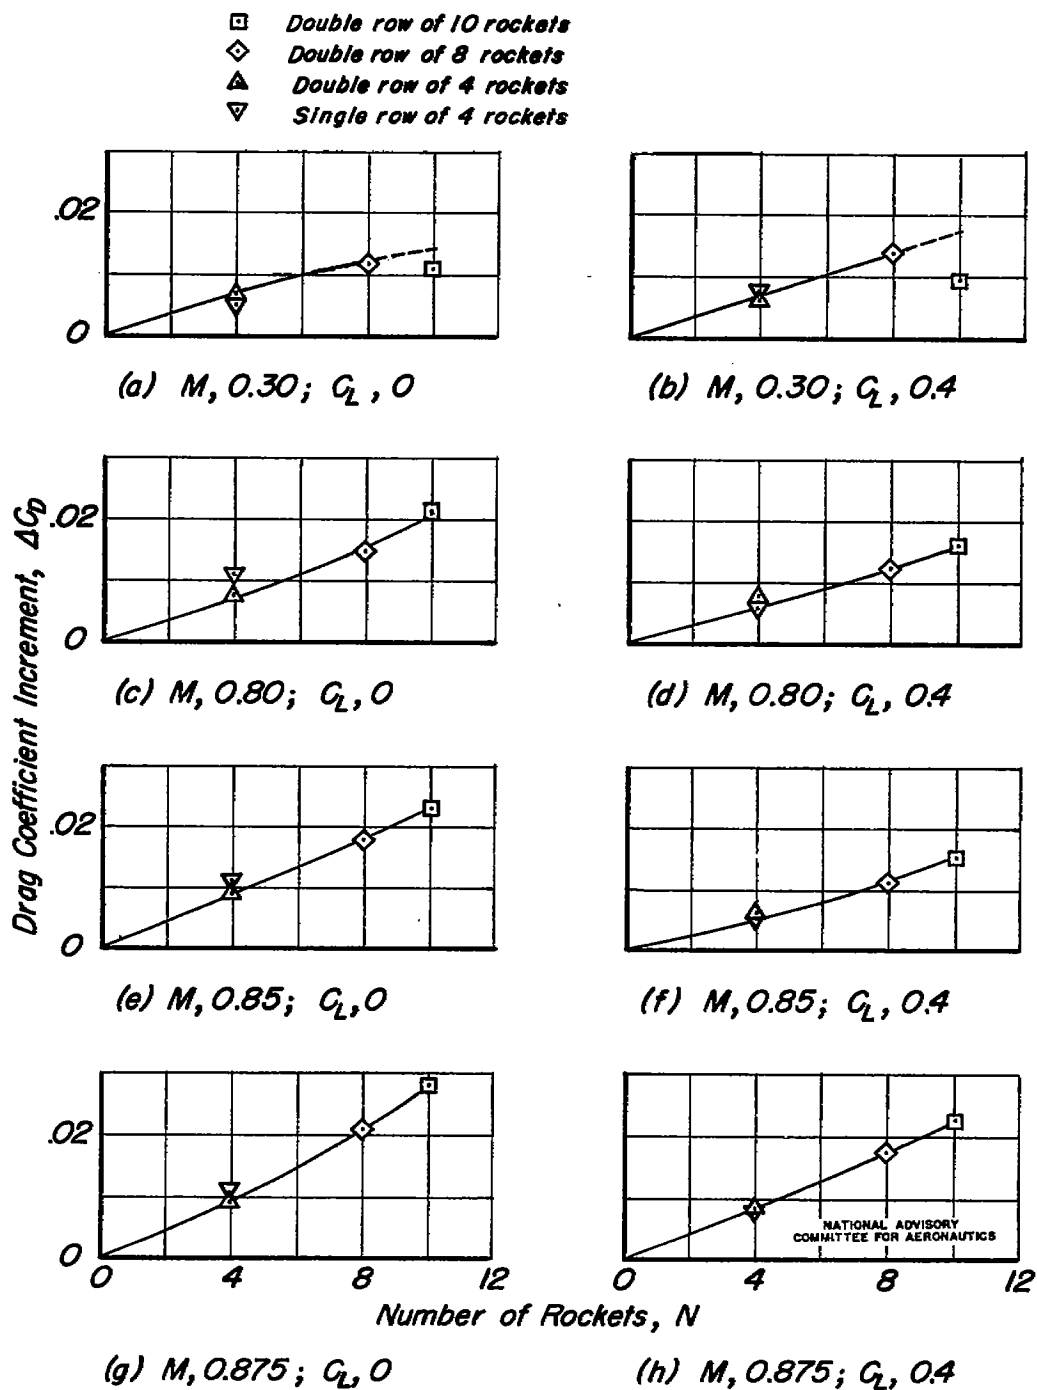 Double row of 10 rockets
Double row of 8 rockets
Double row of 4 rockets
Single row of 4 rockets
.02
0
(a) M, 0.30; CL, 0
(b) M, 0.30; CL, 0.4
Drag Coefficient Increment, ΔCD
.02
0
(c) M, 0.80; CL, 0
(d) M, 0.80; CL, 0.4
.02
0
(e) M, 0.85; CL, 0
(f) M, 0.85; CL, 0.4
.02
0
NATIONAL ADVISORY
COMMITTEE FOR AERONAUTICS
0 4 8 12
0 4 8 12
Number of Rockets, N
(g) M, 0.875; CL, 0
(h) M, 0.875; CL, 0.4